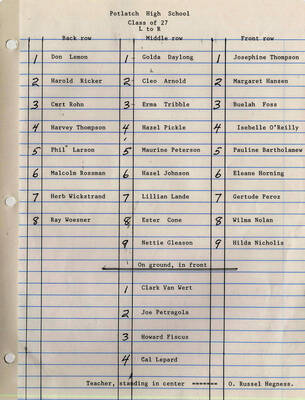 Potlatch High School
Class of 27
L to R
Back row Middle row Front row
1 Don Lemon 1 Golda Daylong 1 Josephine Thompson
2 Harold Ricker 2 Cleo Arnold 2 Margaret Hansen
3 Curt Rohn 3 Erma Tribble 3 Buelah Foss
4 Harvey Thompson 4 Hazel Pickle 4 Isebelle O'Reilly
5 Phil Larson 5 Maurine Peterson 5 Pauline Bartholamew
6 Malcolm Rossman 6 Hazel Johnson 6 Eleane Horning
7 Herb Wickstrand 7 Lillian Lande 7 Gertude Peroz
8 Ray Woesner 8 Ester Cone 8 Wilma Nolan
9 Nettie Gleason 9 Hilda Nicholis
On ground, in front
1 Clark Van Wert
2 Joe Petragola
3 Howard Fiscus
4 Cal Lepard
Teacher, standing in center ------- O. Russel Hegness.